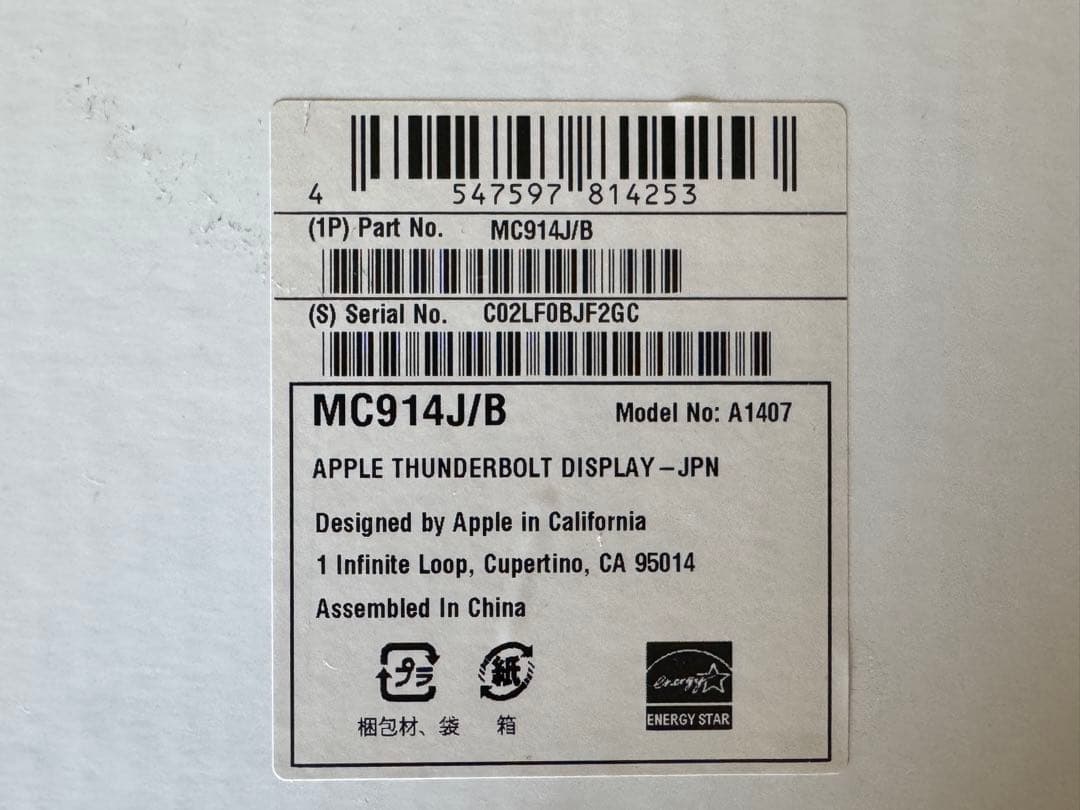 4 547597 814253
(1P) Part No. MC914J/B
(S) Serial No. C02LF0BJF2GC
MC914J/B Model No: A1407
APPLE THUNDERBOLT DISPLAY-JPN
Designed by Apple in California
1 Infinite Loop, Cupertino, CA 95014
Assembled In China
プラ 紙 energy
梱包材、袋 箱 ENERGY STAR